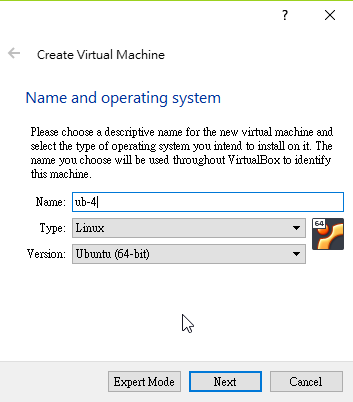 ?
Create Virtual Machine
Name and operating system
Please choose a descriptive name for the new virtual machine and
select the type of operating system you intend to install on it. The
name you choose will be used throughout VirtualBox to identify
this machine.
Name: ub-4
Type: Linux
64
Version: Ubuntu (64-bit)
Expert Mode Next Cancel